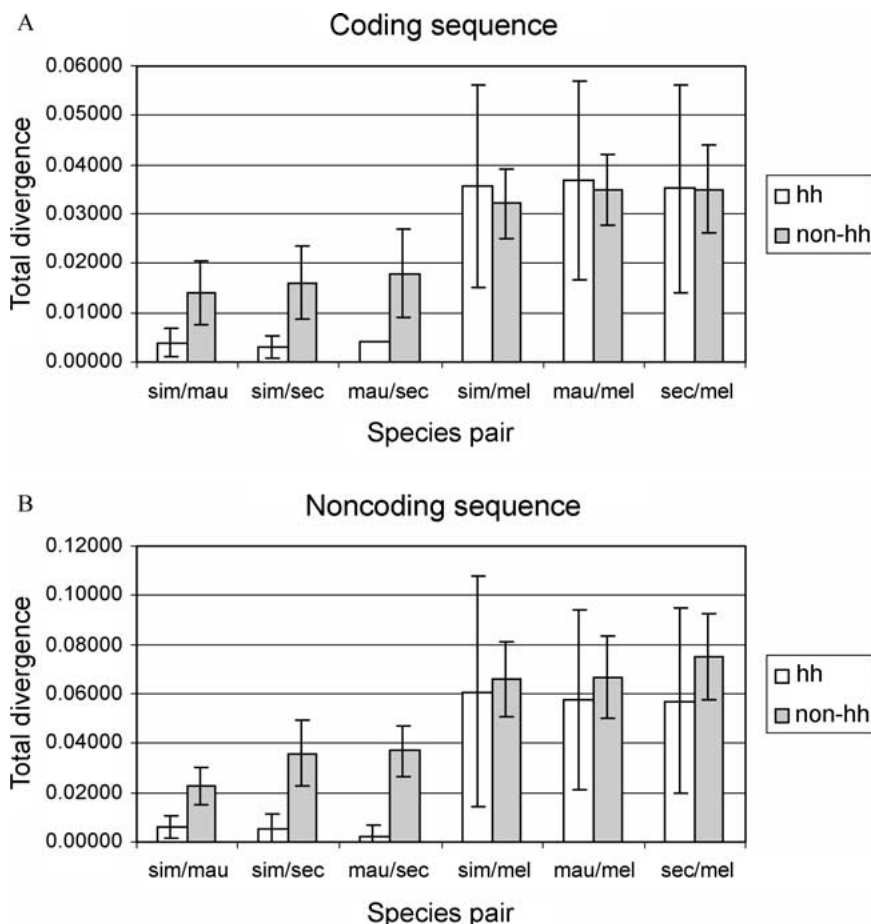 A
Coding sequence
Total divergence
0.06000
0.05000
0.04000
0.03000
0.02000
0.01000
0.00000
sim/mau sim/sec mau/sec sim/mel mau/mel sec/mel
Species pair
hh
non-hh
B
Noncoding sequence
Total divergence
0.12000
0.10000
0.08000
0.06000
0.04000
0.02000
0.00000
sim/mau sim/sec mau/sec sim/mel mau/mel sec/mel
Species pair
hh
non-hh